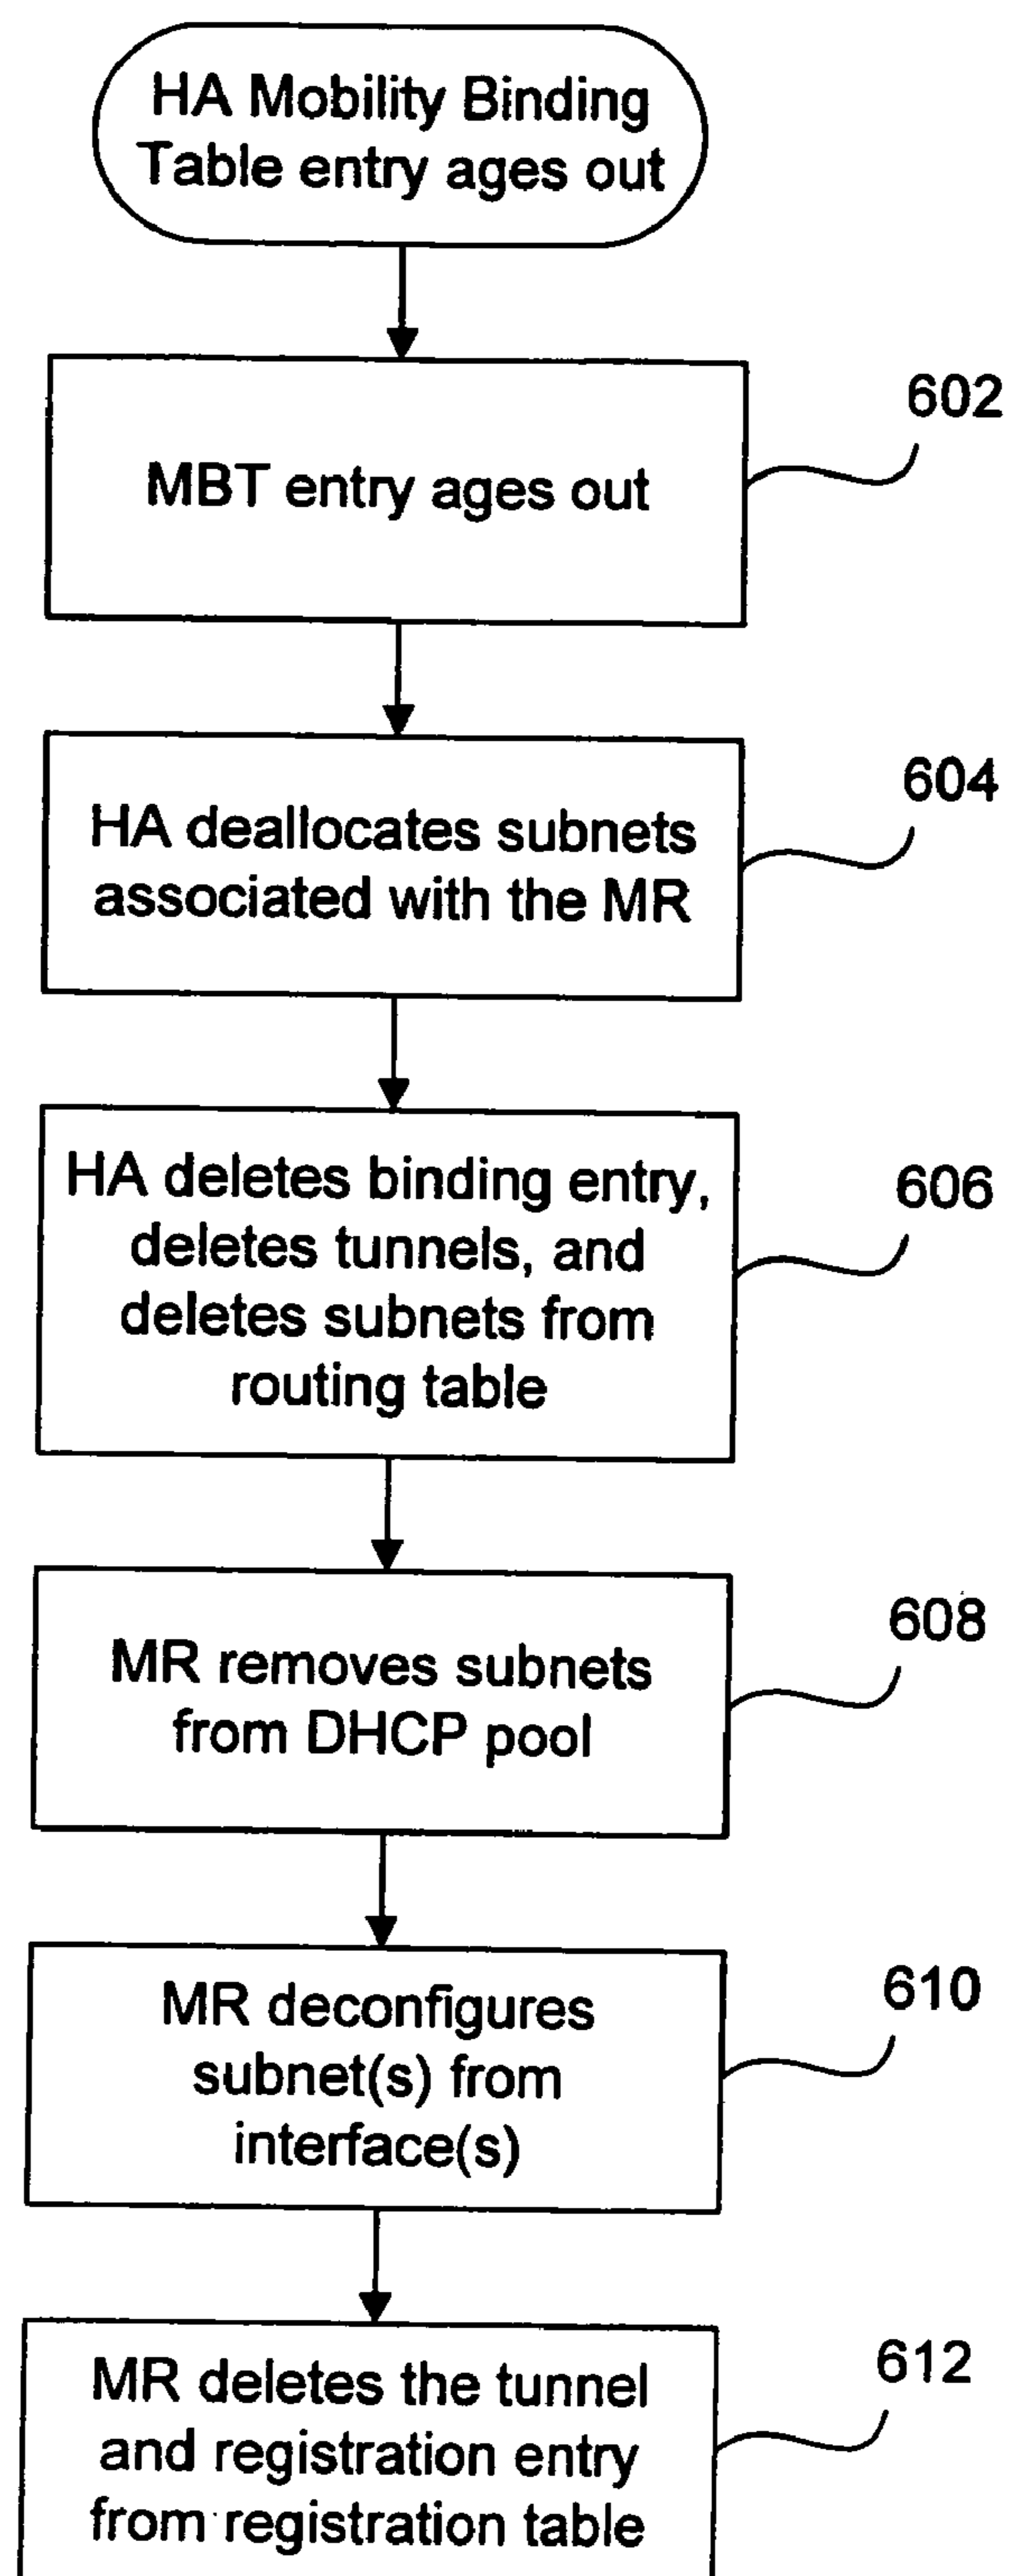 HA Mobility Binding
Table entry ages out
602
MBT entry ages out
604
HA deallocates subnets
associated with the MR
606
HA deletes binding entry,
deletes tunnels, and
deletes subnets from
routing table
608
MR removes subnets
from DHCP pool
610
MR deconfigures
subnet(s) from
interface(s)
612
MR deletes the tunnel
and registration entry
from registration table